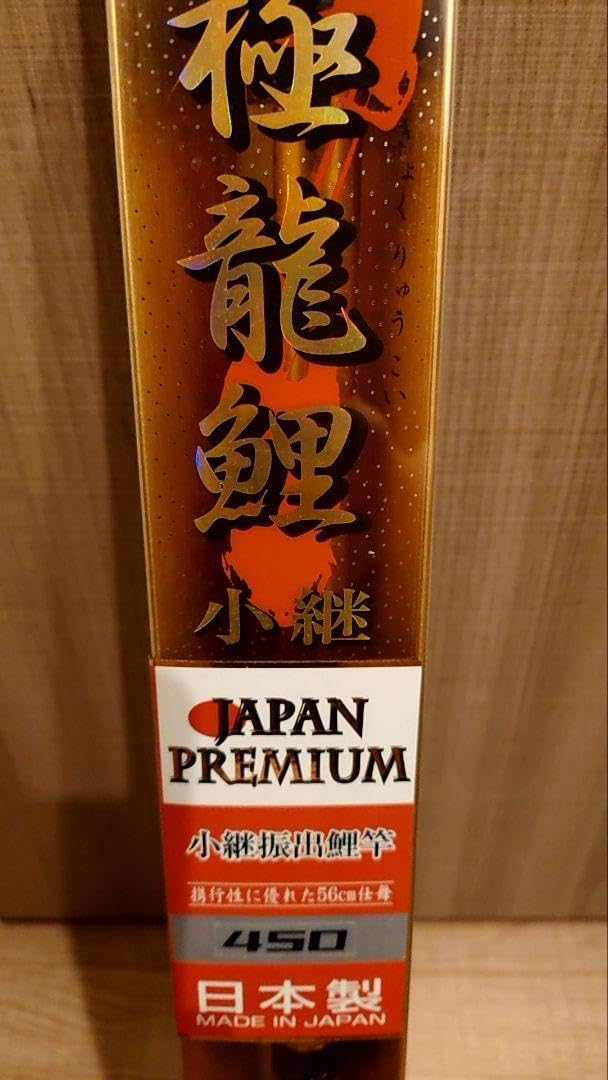 極龍鯉
きょくりゅうこい
小継
JAPAN
PREMIUM
小継振出鯉竿
携行性に優れた56cm仕舞
450
日本製
MADE IN JAPAN